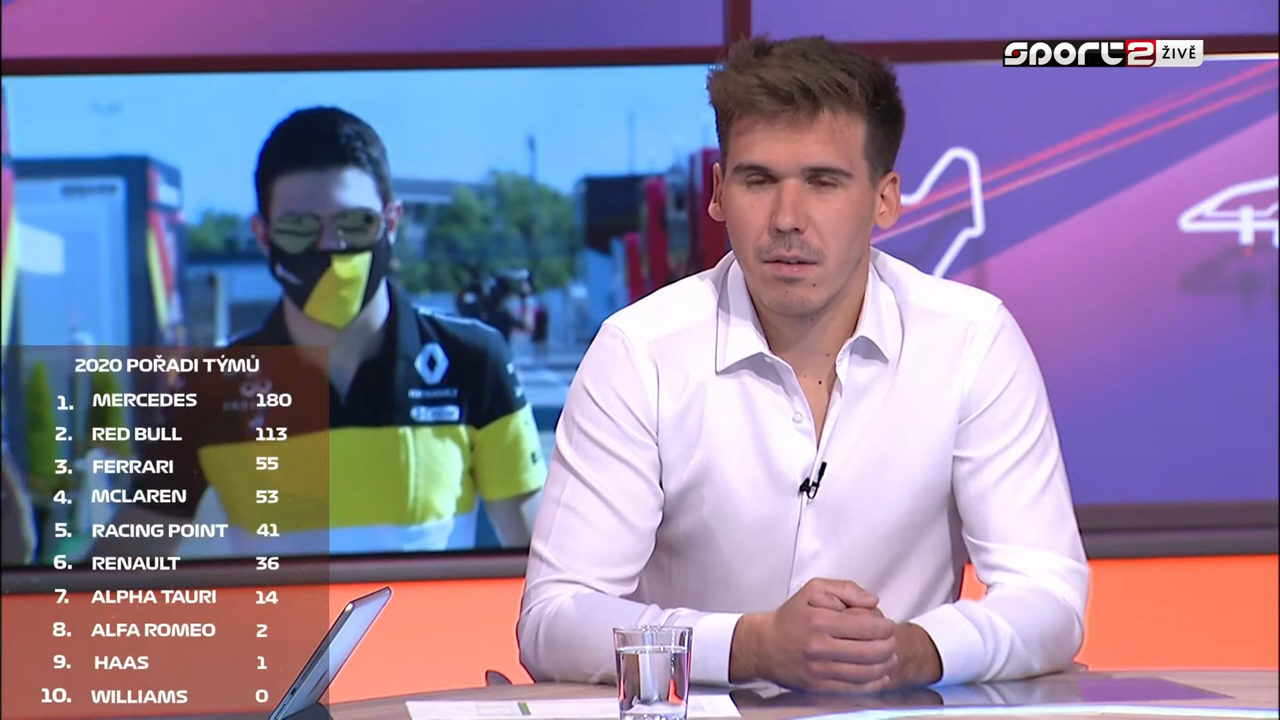 SPORT2 ŽIVĚ
2020 POŘADI TÝMŮ
1. MERCEDES 180
2. RED BULL 113
3. FERRARI 55
4. MCLAREN 53
5. RACING POINT 41
6. RENAULT 36
7. ALPHA TAURI 14
8. ALFA ROMEO 2
9. HAAS 1
10. WILLIAMS 0